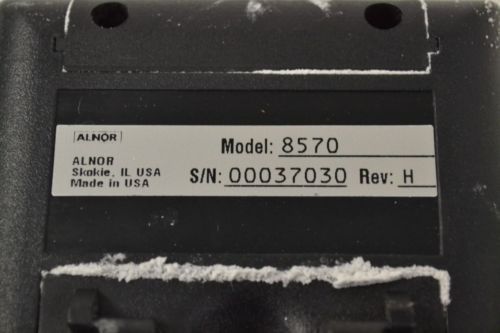 ALNOR
Model: 8570
ALNOR
Skokie, IL USA
Made in USA
S/N: 00037030 Rev: H